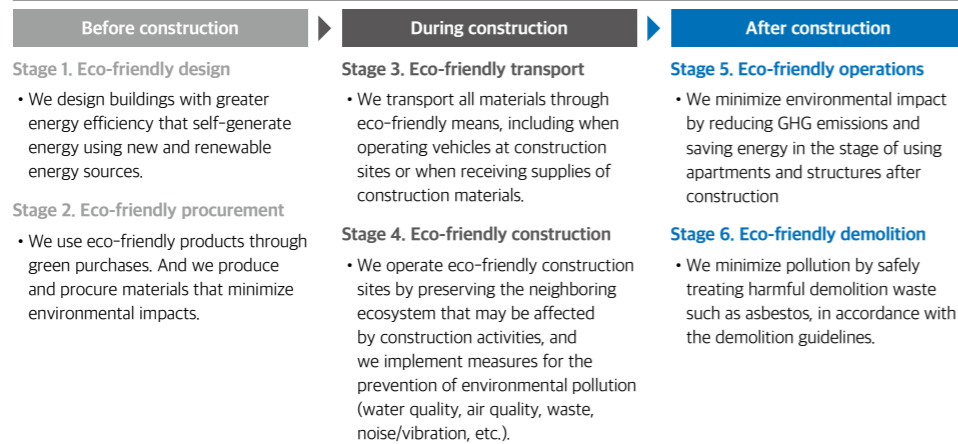 Before construction
Stage 1. Eco-friendly design
• We design buildings with greater
energy efficiency that self-generate
energy using new and renewable
energy sources.
Stage 2. Eco-friendly procurement
• We use eco-friendly products through
green purchases. And we produce
and procure materials that minimize
environmental impacts.
During construction
Stage 3. Eco-friendly transport
• We transport all materials through
eco-friendly means, including when
operating vehicles at construction
sites or when receiving supplies of
construction materials.
Stage 4. Eco-friendly construction
• We operate eco-friendly construction
sites by preserving the neighboring
ecosystem that may be affected
by construction activities, and
we implement measures for the
prevention of environmental pollution
(water quality, air quality, waste,
noise/vibration, etc.).
After construction
Stage 5. Eco-friendly operations
• We minimize environmental impact
by reducing GHG emissions and
saving energy in the stage of using
apartments and structures after
construction
Stage 6. Eco-friendly demolition
• We minimize pollution by safely
treating harmful demolition waste
such as asbestos, in accordance with
the demolition guidelines.